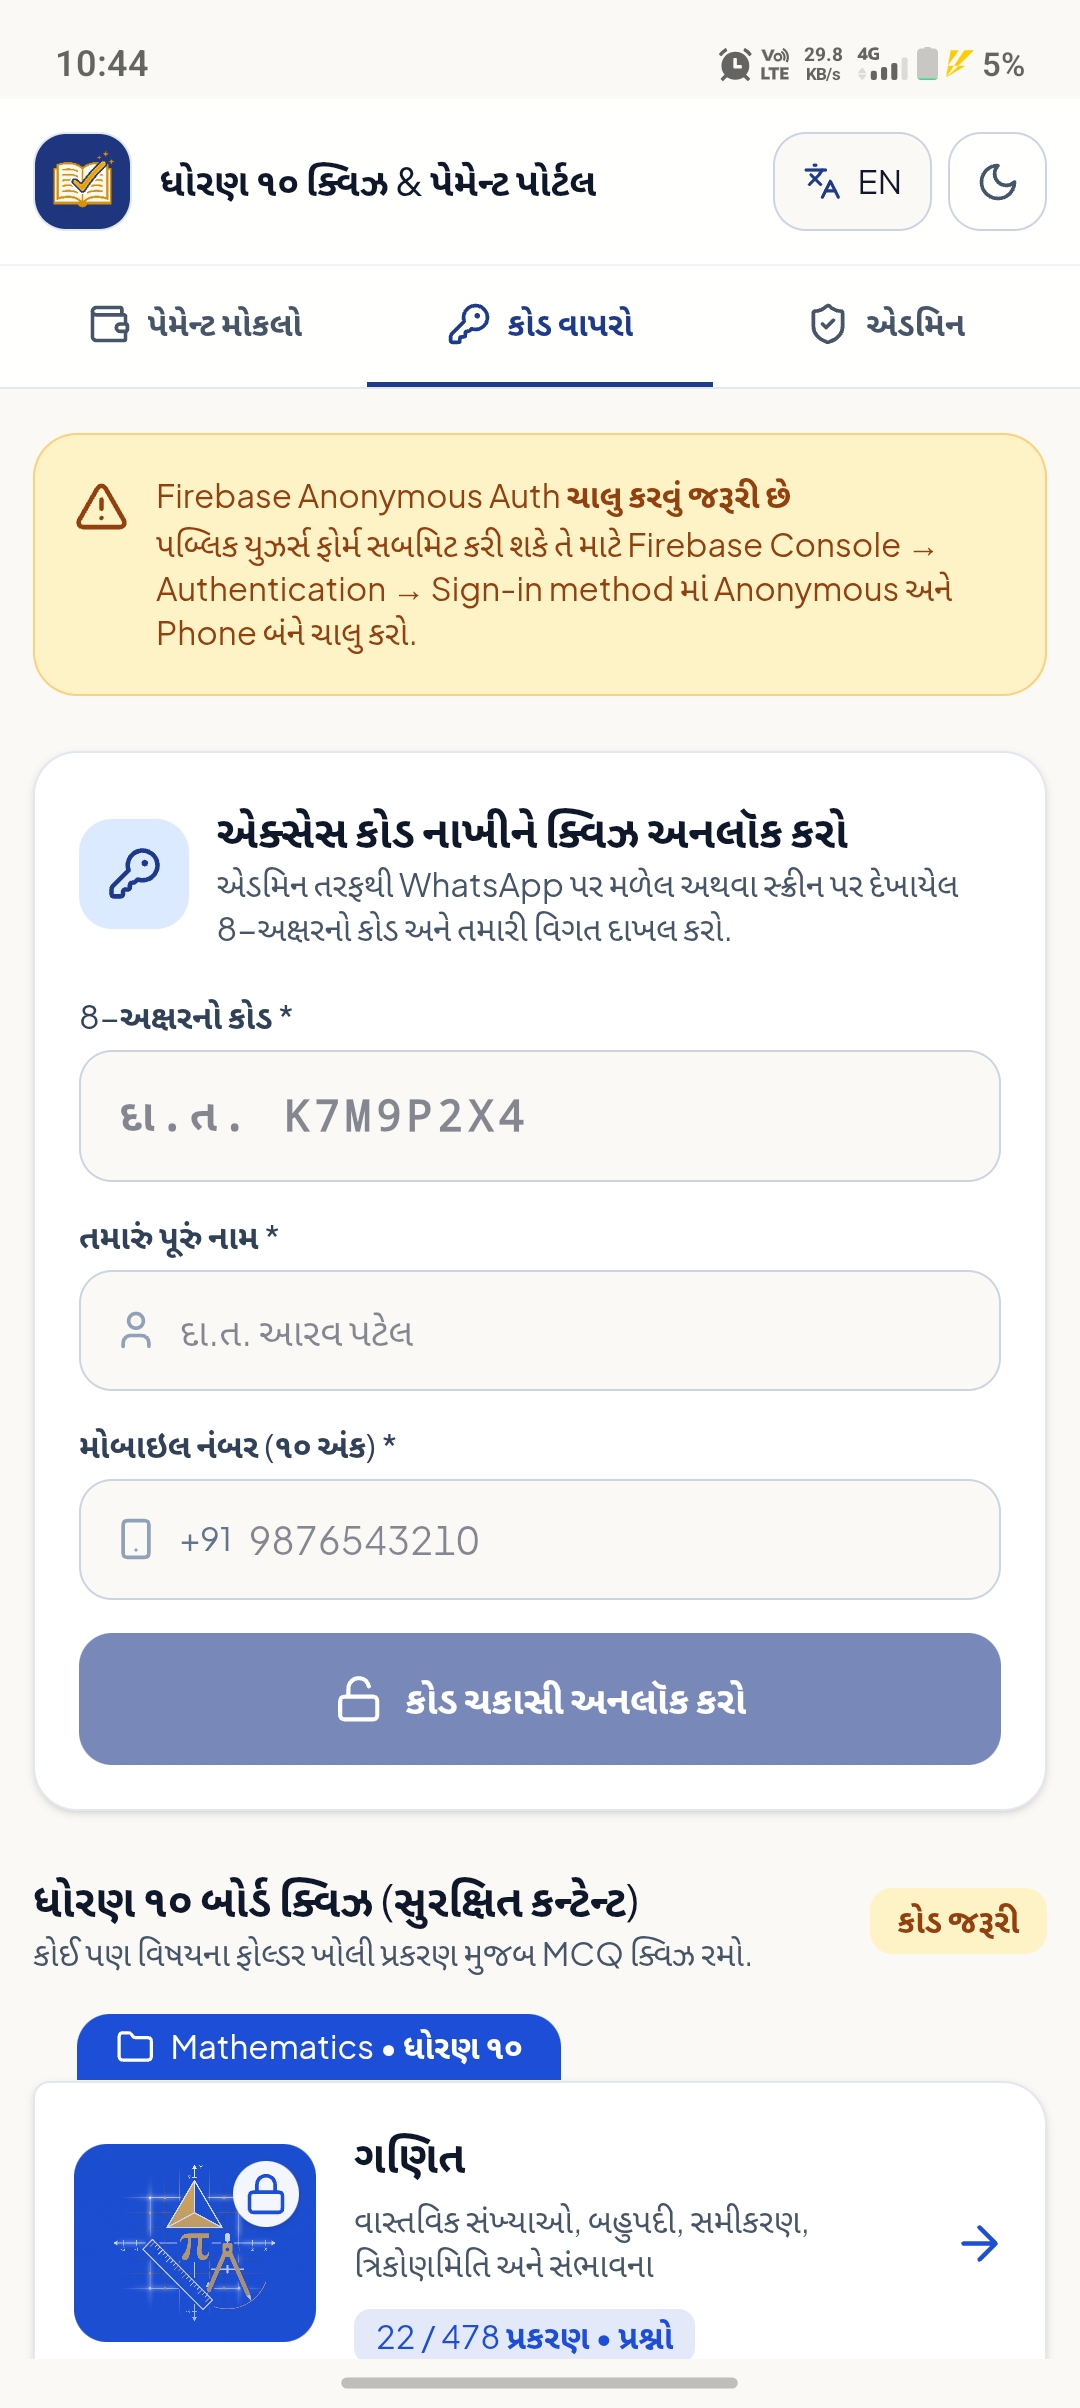 10:44
Vo)) LTE 29.8 KB/s 4G 5%
ધોરણ ૧૦ ક્વિઝ & પેમેન્ટ પોર્ટલ
EN
પેમેન્ટ મોકલો
કોડ વાપરો
એડમિન
Firebase Anonymous Auth ચાલુ કરવું જરૂરી છે
પબ્લિક યુઝર્સ ફોર્મ સબમિટ કરી શકે તે માટે Firebase Console →
Authentication → Sign-in method માં Anonymous અને
Phone બંને ચાલુ કરો.
એક્સેસ કોડ નાખીને ક્વિઝ અનલૉક કરો
એડમિન તરફથી WhatsApp પર મળેલ અથવા સ્ક્રીન પર દેખાયેલ
8-અક્ષરનો કોડ અને તમારી વિગત દાખલ કરો.
8-અક્ષરનો કોડ *
દા.ત. K7M9P2X4
તમારું પૂરું નામ *
દા.ત. આરવ પટેલ
મોબાઇલ નંબર (૧૦ અંક) *
+91 9876543210
કોડ ચકાસી અનલૉક કરો
ધોરણ ૧૦ બોર્ડ ક્વિઝ (સુરક્ષિત કન્ટેન્ટ)
કોડ જરૂરી
કોઈ પણ વિષયના ફોલ્ડર ખોલી પ્રકરણ મુજબ MCQ ક્વિઝ રમો.
Mathematics • ધોરણ ૧૦
π
ગણિત
વાસ્તવિક સંખ્યાઓ, બહુપદી, સમીકરણ,
ત્રિકોણમિતિ અને સંભાવના
22 / 478 પ્રકરણ • પ્રશ્નો